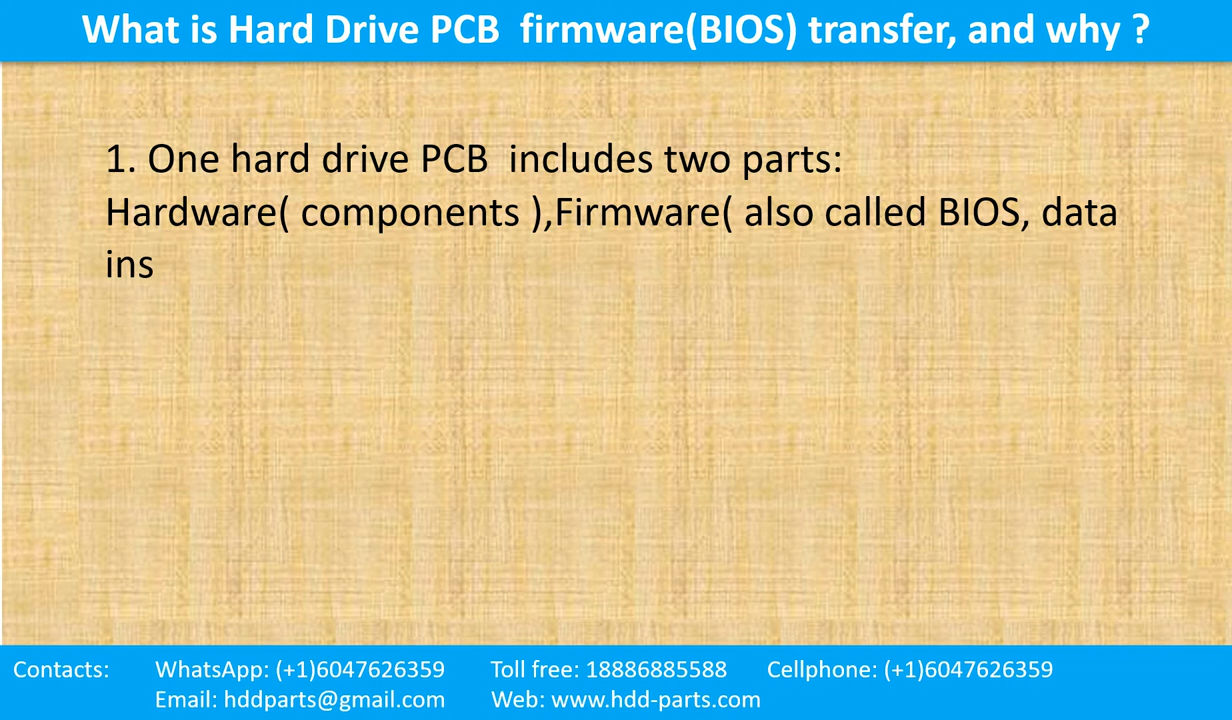 What is Hard Drive PCB  firmware(BIOS) transfer, and why ?
1. One hard drive PCB  includes two parts:
Hardware( components ),Firmware( also called BIOS, data
ins
Contacts: WhatsApp: (+1)6047626359 Toll free: 18886885588 Cellphone: (+1)6047626359
Email: hddparts@gmail.com Web: www.hdd-parts.com